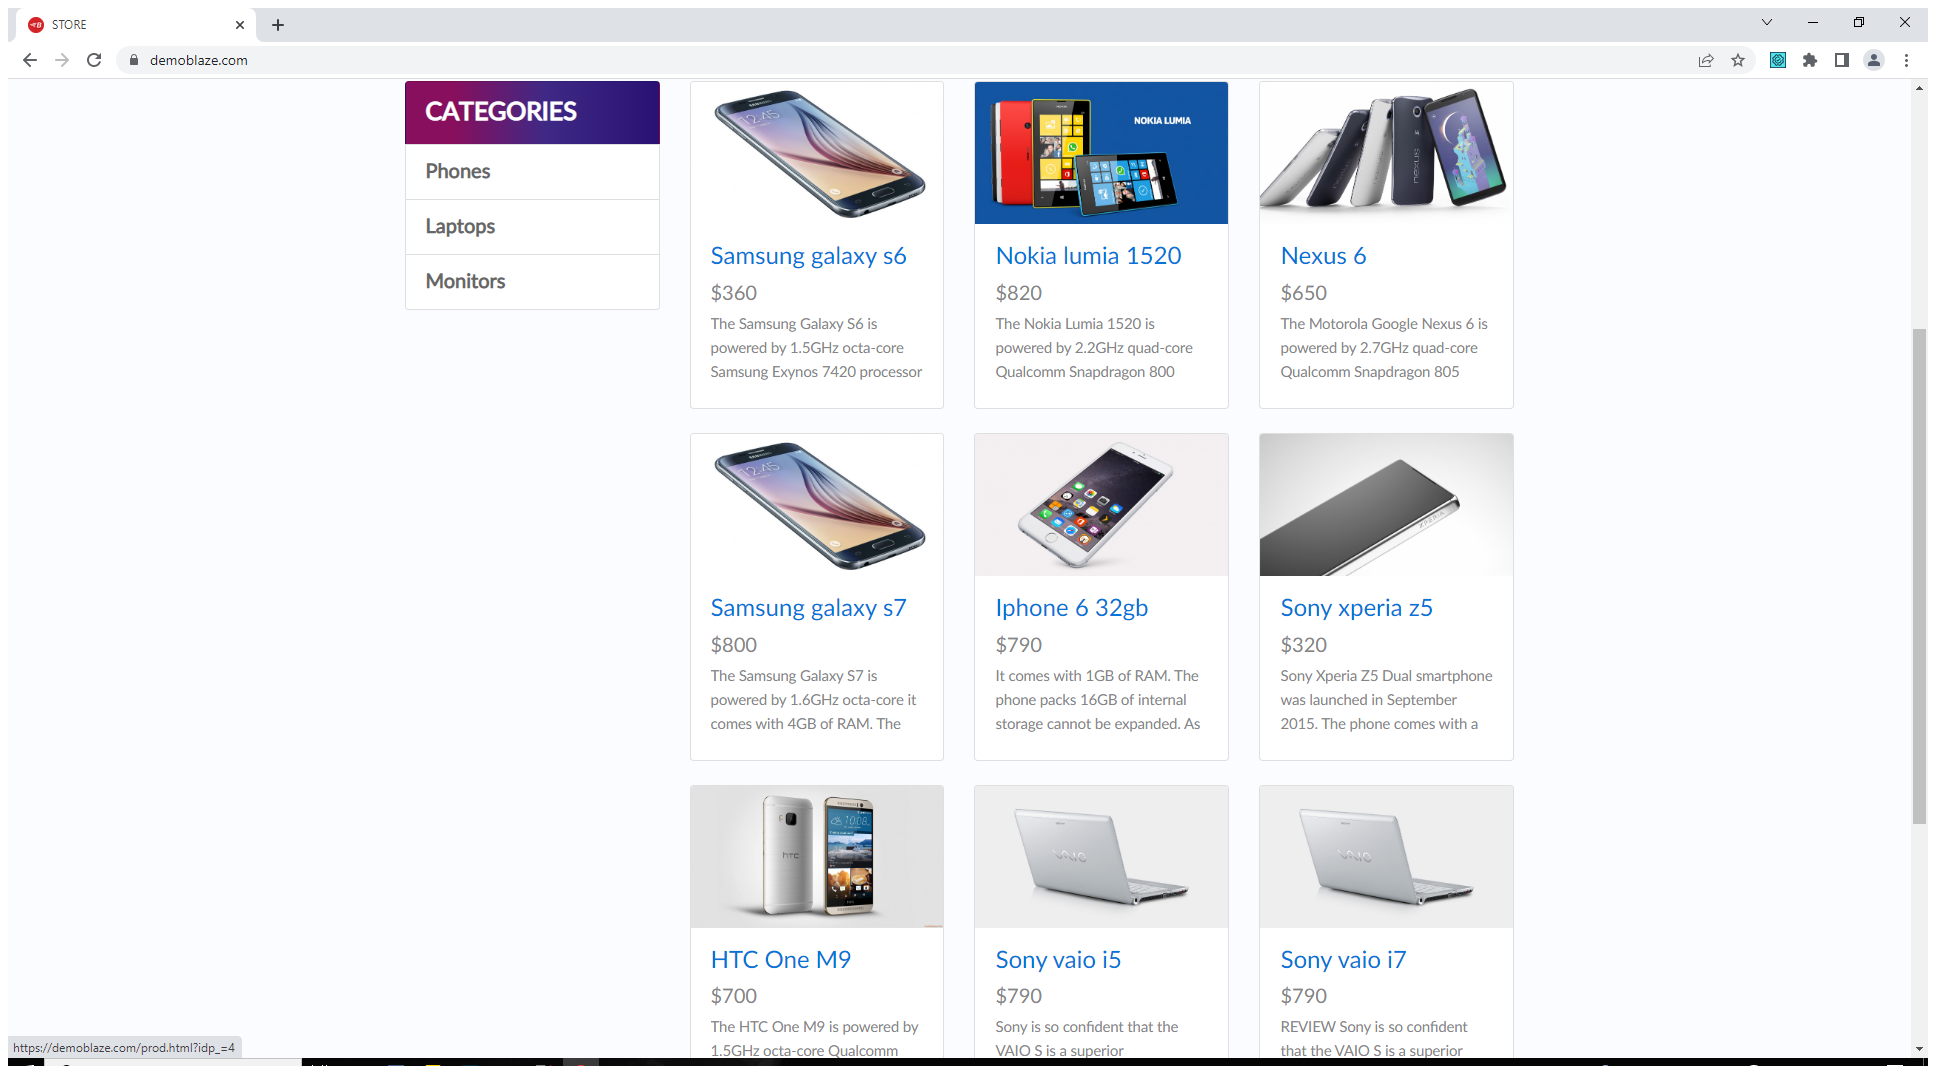 STORE
demoblaze.com
CATEGORIES
Phones
Laptops
Monitors
Samsung galaxy s6
$360
The Samsung Galaxy S6 is
powered by 1.5GHz octa-core
Samsung Exynos 7420 processor
NOKIA LUMIA
Nokia lumia 1520
$820
The Nokia Lumia 1520 is
powered by 2.2GHz quad-core
Qualcomm Snapdragon 800
nexus
Nexus 6
$650
The Motorola Google Nexus 6 is
powered by 2.7GHz quad-core
Qualcomm Snapdragon 805
12:45
Samsung galaxy s7
$800
The Samsung Galaxy S7 is
powered by 1.6GHz octa-core it
comes with 4GB of RAM. The
Iphone 6 32gb
$790
It comes with 1GB of RAM. The
phone packs 16GB of internal
storage cannot be expanded. As
XPERIA
Sony xperia z5
$320
Sony Xperia Z5 Dual smartphone
was launched in September
2015. The phone comes with a
hTC
10:08
HTC One M9
$700
The HTC One M9 is powered by
1.5GHz octa-core Qualcomm
VAIO
Sony vaio i5
$790
Sony is so confident that the
VAIO S is a superior
VAIO
Sony vaio i7
$790
REVIEW Sony is so confident
that the VAIO S is a superior
https://demoblaze.com/prod.html?idp_=4